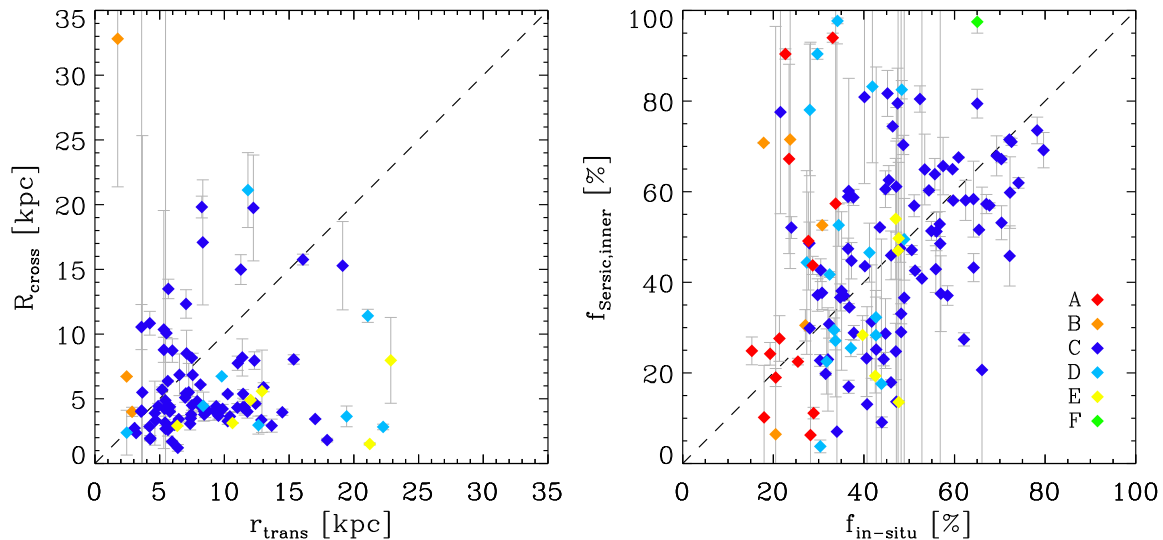 35
30
25
20
15
10
5
0
R_cross [kpc]
0 5 10 15 20 25 30 35
r_trans [kpc]
100
80
60
40
20
0
f_Sersic,inner [%]
0 20 40 60 80 100
f_in-situ [%]
A
B
C
D
E
F